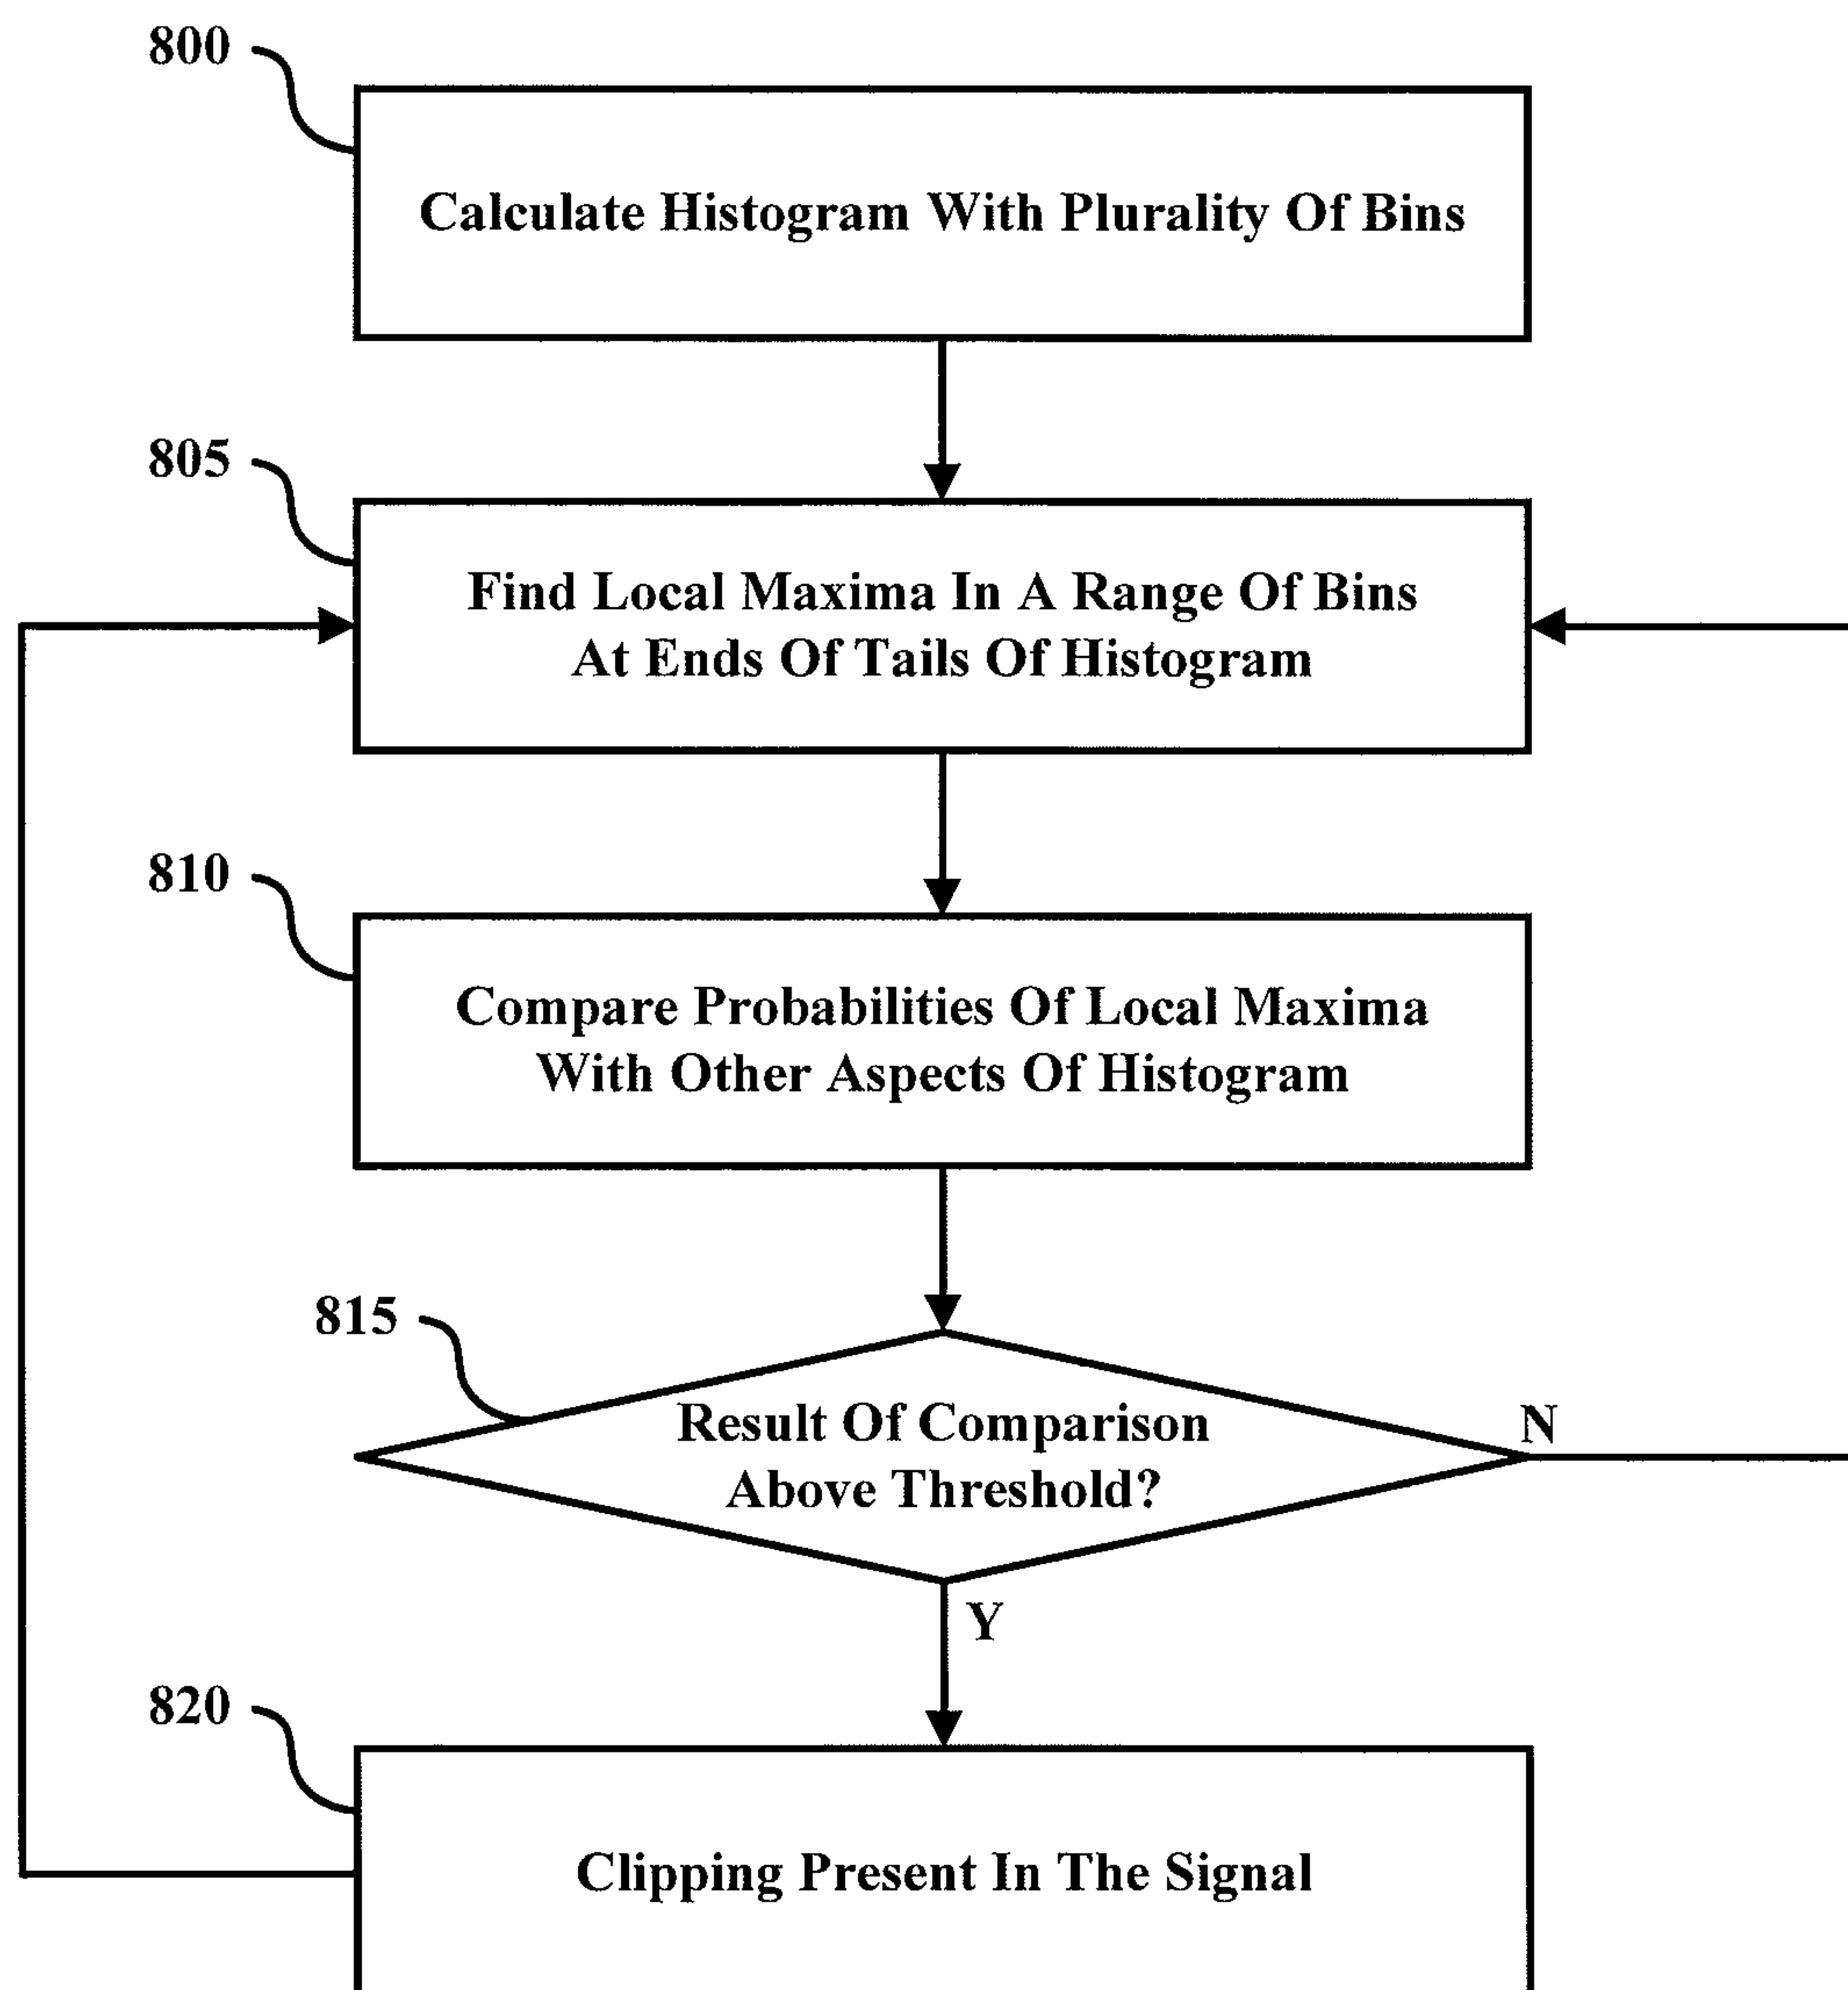 800
Calculate Histogram With Plurality Of Bins
805
Find Local Maxima In A Range Of Bins
At Ends Of Tails Of Histogram
810
Compare Probabilities Of Local Maxima
With Other Aspects Of Histogram
815
Result Of Comparison
Above Threshold?
N
Y
820
Clipping Present In The Signal